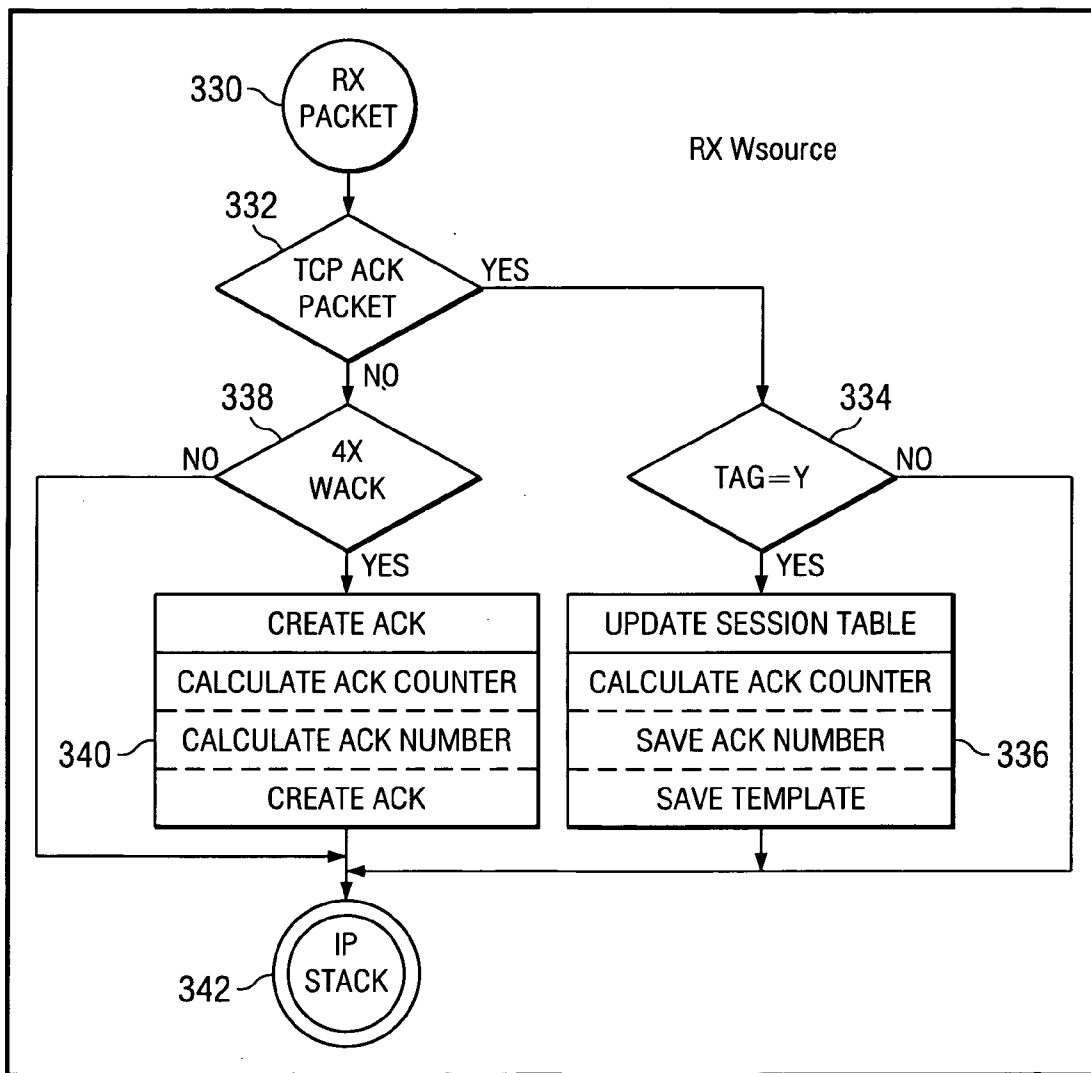 330
RX
PACKET
RX Wsource
332
TCP ACK
PACKET
YES
NO
338
4X
WACK
NO
YES
334
TAG=Y
NO
YES
CREATE ACK
CALCULATE ACK COUNTER
CALCULATE ACK NUMBER
CREATE ACK
340
UPDATE SESSION TABLE
CALCULATE ACK COUNTER
SAVE ACK NUMBER
SAVE TEMPLATE
336
IP
STACK
342